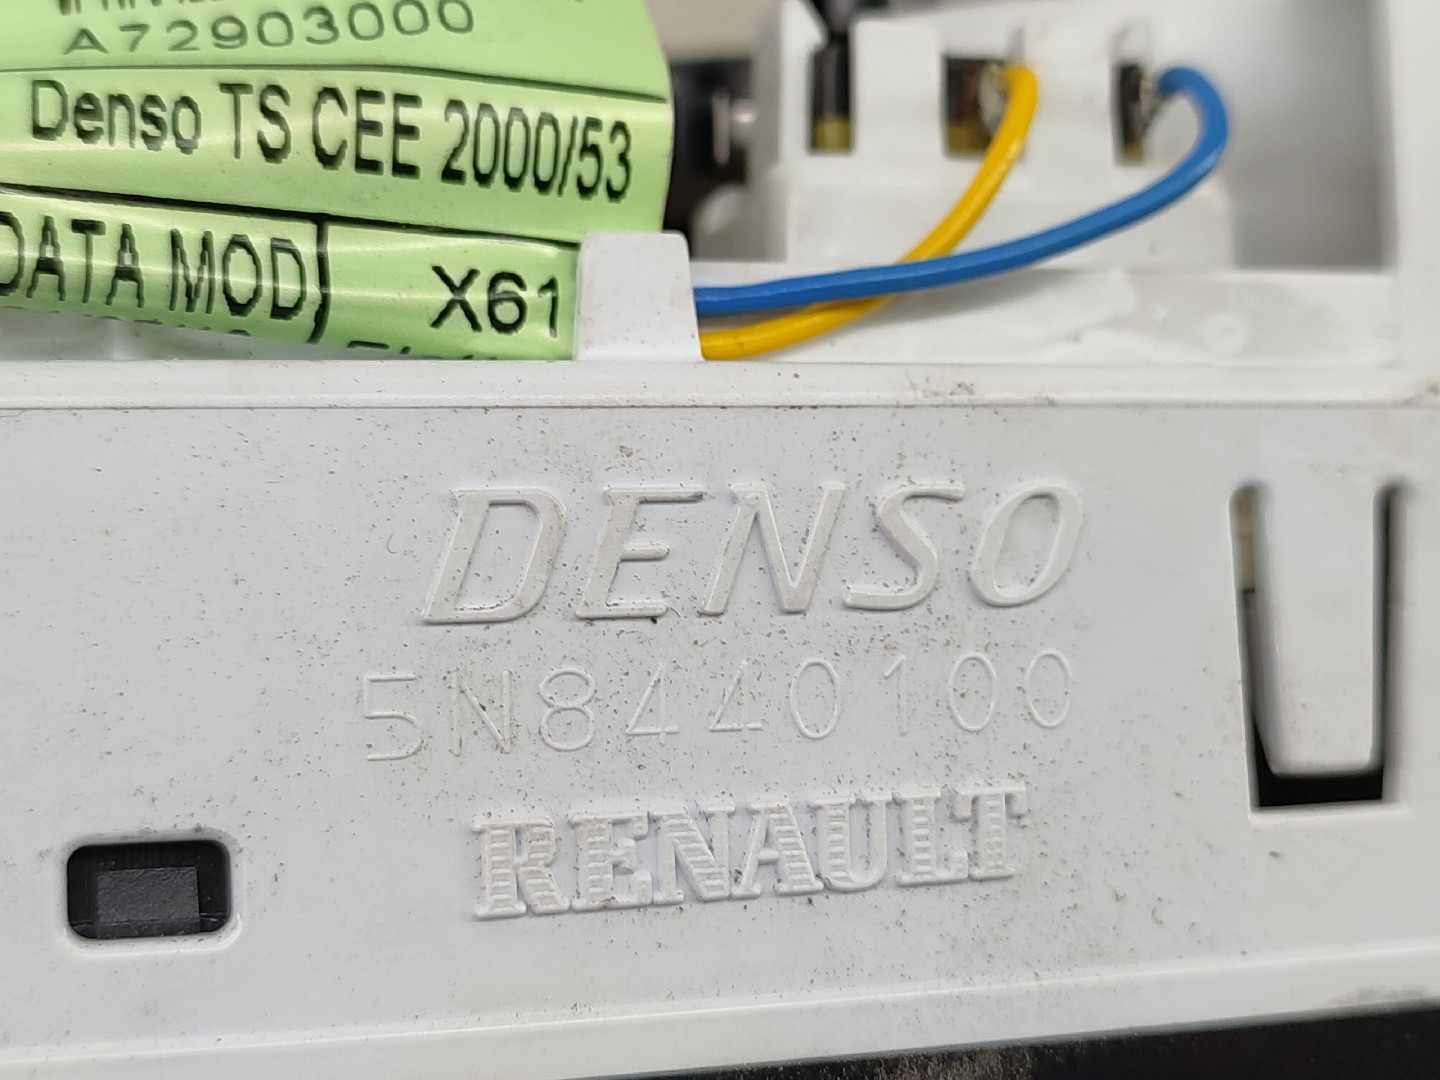 A72903000
Denso TS CEE 2000/53
DATA MOD
X61
DENSO
5N8440100
RENAULT